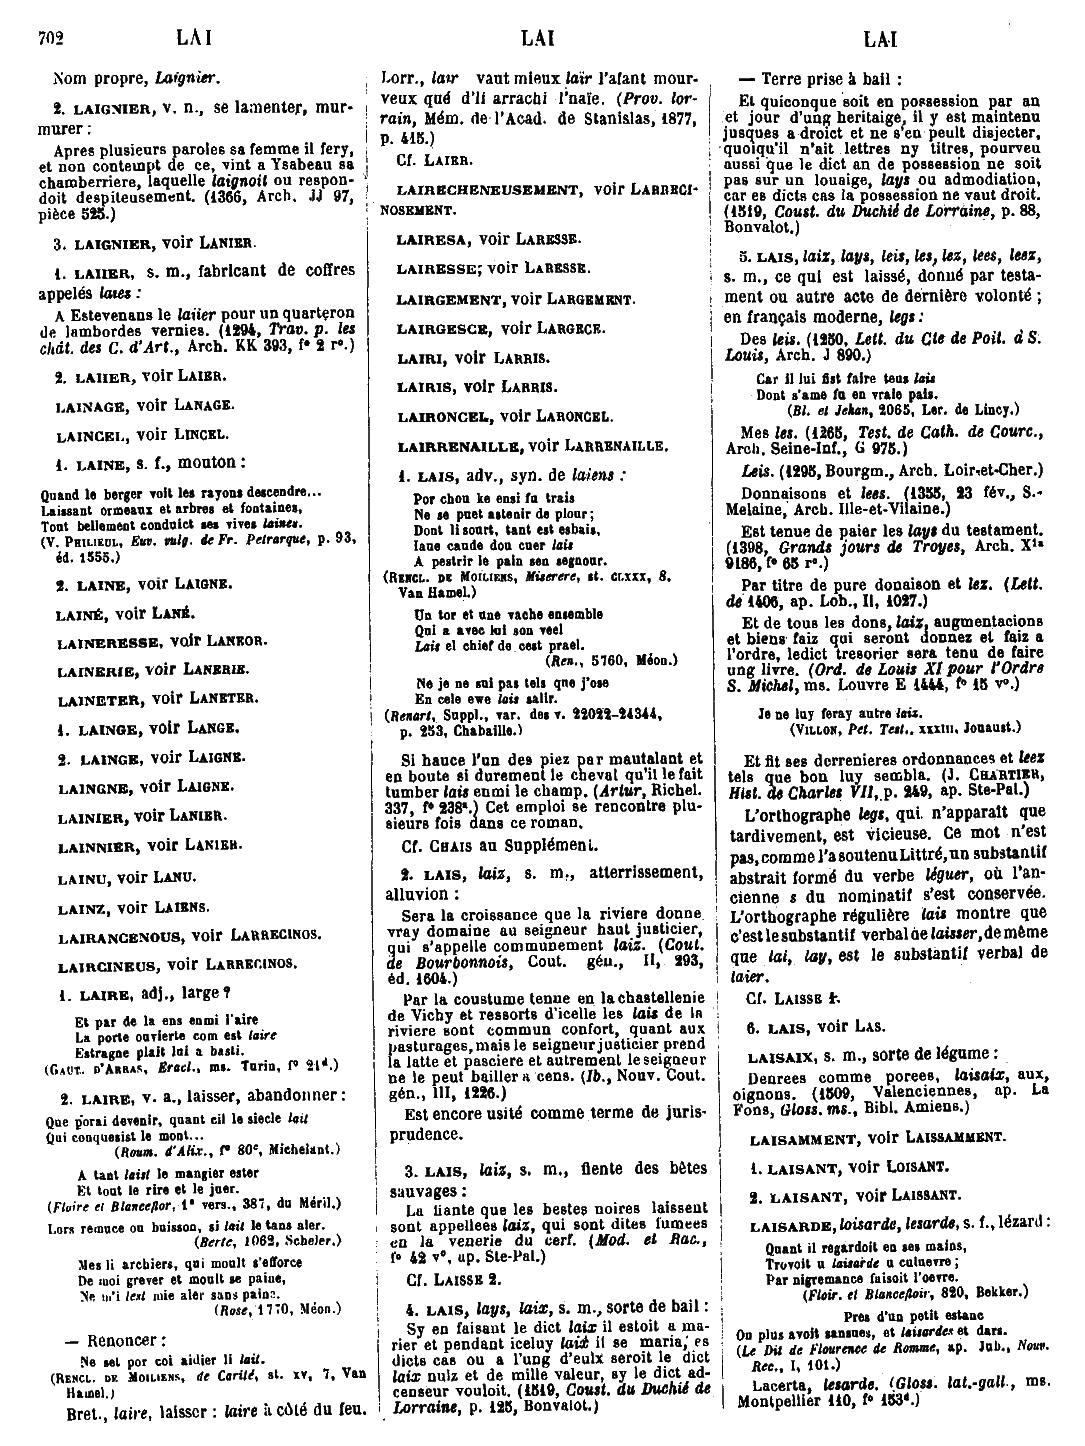 702 LAI LAI LAI
Nom propre, Laignier.
2. LAIGNIER, v. n., se lamenter, mur-
murer :
Apres plusieurs paroles sa femme il fery,
et non contempt de ce, vint a Ysabeau sa
chamberriere, laquelle laignoit ou respon-
doit despiteusement. (1366, Arch. JJ 97,
pièce 525.)
3. LAIGNIER, voir LANIER.
1. LAIIER, s. m., fabricant de coffres
appelés laies :
A Estevenans le laiier pour un quarteron
de lambordes vernies. (1294, Trav. p. les
chât. des C. d'Art., Arch. KK 393, f° 2 r°.)
2. LAIIER, voir LAIER.
LAINAGE, voir LANAGE.
LAINCEL, voir LINCEL.
1. LAINE, s. f., mouton :
Quand le berger voit les rayons descendre...
Laissant ormeaux et arbres et fontaines,
Tout bellement conduict ses vives laines.
(V. PHILIEUL, Euv. vulg. de Fr. Petrarque, p. 93,
éd. 1555.)
2. LAINE, voir LAIGNE.
LAINÉ, voir LANÉ.
LAINERESSE, voir LANEOR.
LAINERIE, voir LANERIE.
LAINETER, voir LANETER.
1. LAINGE, voir LANGE.
2. LAINGE, voir LAIGNE.
LAINGNE, voir LAIGNE.
LAINIER, voir LANIER.
LAINNIER, voir LANIER.
LAINU, voir LANU.
LAINZ, voir LAIENS.
LAIRANCENOUS, voir LARRECINOS.
LAIRCINEUS, voir LARRECINOS.
1. LAIRE, adj., large ?
Et par de la ens enmi l'aire
La porte ouvierte com est laire
Estragne plait lui a basti.
(GAUT. D'ARRAS, Eracl., ms. Turin, f° 21d.)
2. LAIRE, v. a., laisser, abandonner :
Que porai devenir, quant cil le siecle lait
Qui conquesist le mont...
(Roum. d'Alix., f° 80c, Michelant.)
A tant laist le mangier ester
Et tout le rire et le juer.
(Floire et Blanceflor, 1e vers., 387, du Méril.)
Lors remuce ou buisson, si lait le tans aler.
(Berte, 1062, Scheler.)
Mes li archiers, qui moult s'efforce
De moi grever et moult se paine,
Ne m'i lest mie aler sans paine.
(Rose, 1770, Méon.)
— Renoncer :
Ne set por coi aidier li lait.
(RENCL. DE MOILIENS, de Carité, st. XV, 7, Van
Hamel.)
Bret., laire, laisser : laire à côté du feu.
Lorr., lair vaut mieux lair l'afant mour-
veux qué d'li arrachi l'naïe. (Prov. lor-
rain, Mém. de l'Acad. de Stanislas, 1877,
p. 415.)
Cf. LAIER.
LAIRECHENEUSEMENT, voir LARRECI-
NOSEMENT.
LAIRESA, voir LARESSE.
LAIRESSE, voir LARESSE.
LAIRGEMENT, voir LARGEMENT.
LAIRGESCE, voir LARGECE.
LAIRI, voir LARRIS.
LAIRIS, voir LARRIS.
LAIRONCEL, voir LARONCEL.
LAIRRENAILLE, voir LARRENAILLE.
1. LAIS, adv., syn. de laiens :
Por chou ke ensi fu trais
Ne se puet astenir de plour ;
Dont li sourt, tant est esbais,
Iaue caude dou cuer lais
A pestrir le pain sen segnour.
(RENCL. DE MOILIENS, Miserere, st. CLXXX, 8,
Van Hamel.)
Un tor et une vache ensemble
Qui a avec lui son veel
Lais el chief de cest prael.
(Ren., 5760, Méon.)
Ne je ne sui pas tels que j'ose
En cele ewe lais salir.
(Renart, Suppl., var. des v. 22022-24344,
p. 253, Chabaille.)
Si hauce l'un des piez par mautalant et
en boute si durement le cheval qu'il le fait
tumber lais enmi le champ. (Artur, Richel.
337, f° 238a.) Cet emploi se rencontre plu-
sieurs fois dans ce roman.
Cf. CHAIS au Supplément.
2. LAIS, laiz, s. m., atterrissement,
alluvion :
Sera la croissance que la riviere donne
vray domaine au seigneur haut justicier,
qui s'appelle communement laiz. (Cout.
de Bourbonnois, Cout. gén., II, 293,
éd. 1604.)
Par la coustume tenue en la chastellenie
de Vichy et ressorts d'icelle les lais de la
riviere sont commun confort, quant aux
pasturages, mais le seigneur justicier prend
la latte et pasciere et autrement le seigneur
ne le peut bailler a cens. (Ib., Nouv. Cout.
gén., III, 1226.)
Est encore usité comme terme de juris-
prudence.
3. LAIS, laiz, s. m., fiente des bêtes
sauvages :
La fiante que les bestes noires laissent
sont appellees laiz, qui sont dites fumees
en la venerie du cerf. (Mod. et Rac.,
f° 42 v°, ap. Ste-Pal.)
Cf. LAISSE 2.
4. LAIS, lays, laix, s. m., sorte de bail :
Sy en faisant le dict laix il estoit a ma-
rier et pendant iceluy laix il se maria, es
dicts cas ou a l'ung d'eulx seroit le dict
laix nulz et de mille valeur, sy le dict ad-
censeur vouloit. (1519, Coust. du Duchié de
Lorraine, p. 125, Bonvalot.)
— Terre prise à bail :
Et quiconque soit en possession par an
et jour d'ung heritaige, il y est maintenu
jusques a droict et ne s'en peult disjecter,
quoiqu'il n'ait lettres ny titres, pourveu
aussi que le dict an de possession ne soit
pas sur un louaige, lays ou admodiation,
car es dicts cas la possession ne vaut droit.
(1519, Coust. du Duchié de Lorraine, p. 88,
Bonvalot.)
5. LAIS, laiz, lays, leis, les, lez, lees, leez,
s. m., ce qui est laissé, donné par testa-
ment ou autre acte de dernière volonté ;
en français moderne, legs :
Des leis. (1250, Lett. du Cte de Poit. à S.
Louis, Arch. J 890.)
Car il lui fist faire teus lais
Dont s'ame fu en vraie pais.
(Bl. et Jehan, 2065, Ler. de Lincy.)
Mes les. (1265, Test. de Cath. de Courc.,
Arch. Seine-Inf., G 975.)
Leis. (1295, Bourgm., Arch. Loir-et-Cher.)
Donnaisons et lees. (1355, 23 fév., S.-
Melaine, Arch. Ille-et-Vilaine.)
Est tenue de paier les lays du testament.
(1398, Grands jours de Troyes, Arch. X1a
9186, f° 65 r°.)
Par titre de pure donaison et lez. (Lett.
de 1406, ap. Lob., II, 1027.)
Et de tous les dons, laiz, augmentacions
et biens faiz qui seront donnez et faiz a
l'ordre, ledict tresorier sera tenu de faire
ung livre. (Ord. de Louis XI pour l'Ordre
S. Michel, ms. Louvre E 1444, f° 15 v°.)
Je ne luy feray autre laiz.
(VILLON, Pet. Test., XXXIII, Jouaust.)
Et fit ses derrenieres ordonnances et leez
tels que bon luy sembla. (J. CHARTIER,
Hist. de Charles VII, p. 249, ap. Ste-Pal.)
L'orthographe legs, qui n'apparaît que
tardivement, est vicieuse. Ce mot n'est
pas, comme l'a soutenu Littré, un substantif
abstrait formé du verbe léguer, où l'an-
cienne s du nominatif s'est conservée.
L'orthographe régulière lais montre que
c'est le substantif verbal de laisser, de même
que lai, lay, est le substantif verbal de
laier.
Cf. LAISSE 1.
6. LAIS, voir LAS.
LAISAIX, s. m., sorte de légume :
Denrees comme porees, laisaix, aux,
oignons. (1509, Valenciennes, ap. La
Fons, Gloss. ms., Bibl. Amiens.)
LAISAMMENT, voir LAISSAMMENT.
1. LAISANT, voir LOISANT.
2. LAISANT, voir LAISSANT.
LAISARDE, loisarde, lesarde, s. f., lézard :
Quant il regardoit en ses mains,
Trovoit u laisarde u culuevre ;
Par nigremance faisoit l'oevre.
(Floir. et Blancefloir, 820, Bekker.)
Pres d'un petit estanc
Ou plus avoit sansues, et laisardes et dars.
(Le Dit de Flourence de Romme, ap. Jub., Nouv.
Rec., I, 101.)
Lacerta, lesarde. (Gloss. lat.-gall., ms.
Montpellier 110, f° 153d.)